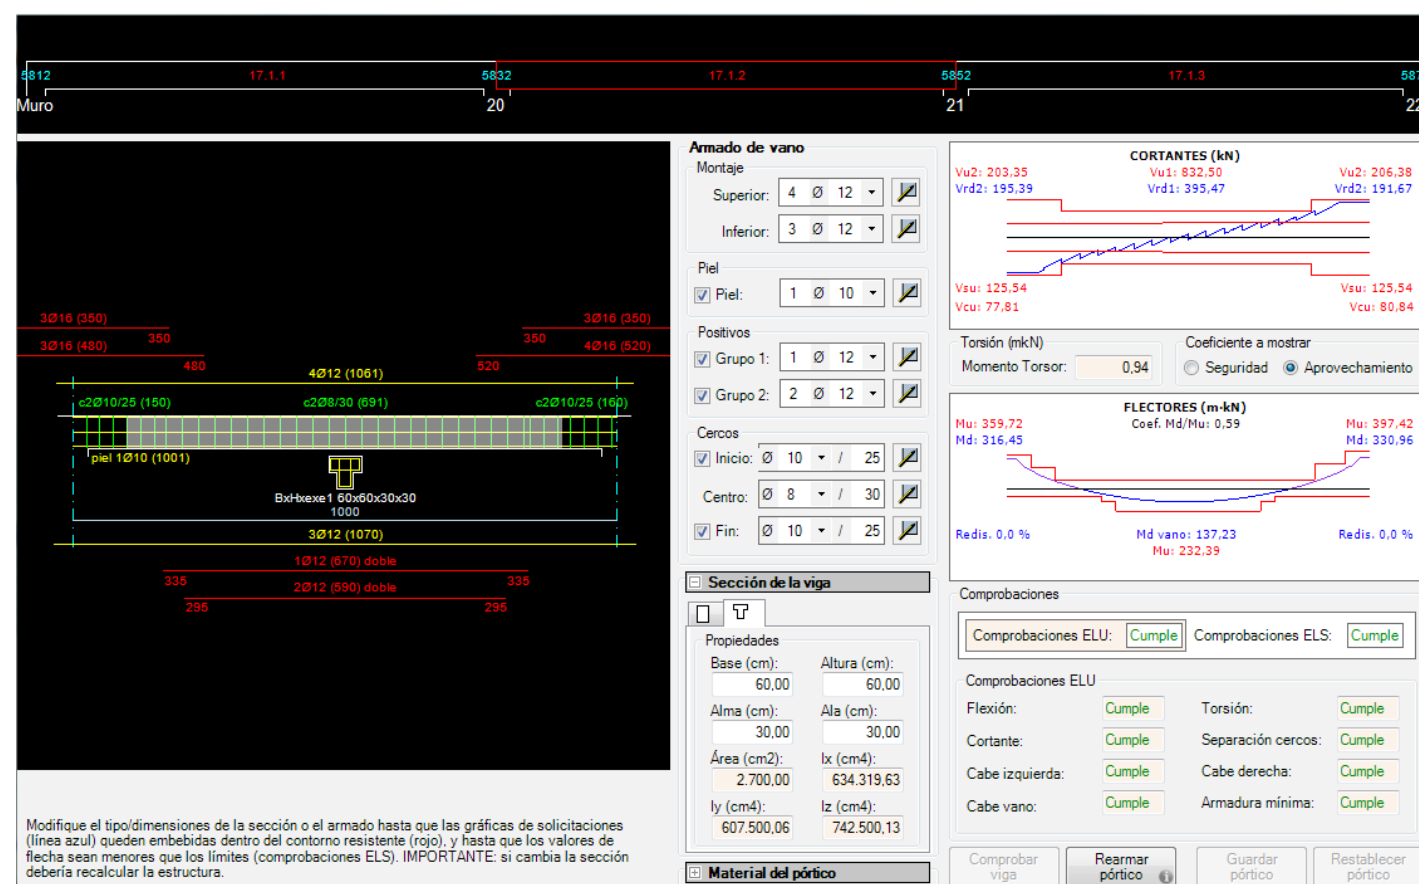 5812 17.1.1 5832 17.1.2 5852 17.1.3 587
Muro 20 21 22
3Ø16 (350) 3Ø16 (350)
350 350
3Ø16 (480) 4Ø16 (520)
480 520
4Ø12 (1061)
c2Ø10/25 (150) c2Ø8/30 (691) c2Ø10/25 (160)
piel 1Ø10 (1001)
BxHxexe1 60x60x30x30
1000
3Ø12 (1070)
1Ø12 (670) doble
335 335
2Ø12 (590) doble
295 295
Modifique el tipo/dimensiones de la sección o el armado hasta que las gráficas de solicitaciones
(línea azul) queden embebidas dentro del contorno resistente (rojo), y hasta que los valores de
flecha sean menores que los límites (comprobaciones ELS). IMPORTANTE: si cambia la sección
debería recalcular la estructura.
Armado de vano
Montaje
Superior: 4 Ø 12
Inferior: 3 Ø 12
Piel
Piel: 1 Ø 10
Positivos
Grupo 1: 1 Ø 12
Grupo 2: 2 Ø 12
Cercos
Inicio: Ø 10 / 25
Centro: Ø 8 / 30
Fin: Ø 10 / 25
Sección de la viga
Propiedades
Base (cm): Altura (cm):
60,00 60,00
Alma (cm): Ala (cm):
30,00 30,00
Área (cm2): Ix (cm4):
2.700,00 634.319,63
Iy (cm4): Iz (cm4):
607.500,06 742.500,13
Material del pórtico
CORTANTES (kN)
Vu2: 203,35 Vu1: 832,50 Vu2: 206,38
Vrd2: 195,39 Vrd1: 395,47 Vrd2: 191,67
Vsu: 125,54 Vsu: 125,54
Vcu: 77,81 Vcu: 80,84
Torsión (mkN)
Momento Torsor: 0,94
Coeficiente a mostrar
Seguridad Aprovechamiento
FLECTORES (m·kN)
Mu: 359,72 Coef. Md/Mu: 0,59 Mu: 397,42
Md: 316,45 Md: 330,96
Redis. 0,0 % Md vano: 137,23 Redis. 0,0 %
Mu: 232,39
Comprobaciones
Comprobaciones ELU: Cumple Comprobaciones ELS: Cumple
Comprobaciones ELU
Flexión: Cumple Torsión: Cumple
Cortante: Cumple Separación cercos: Cumple
Cabe izquierda: Cumple Cabe derecha: Cumple
Cabe vano: Cumple Armadura mínima: Cumple
Comprobar viga
Rearmar pórtico
Guardar pórtico
Restablecer pórtico